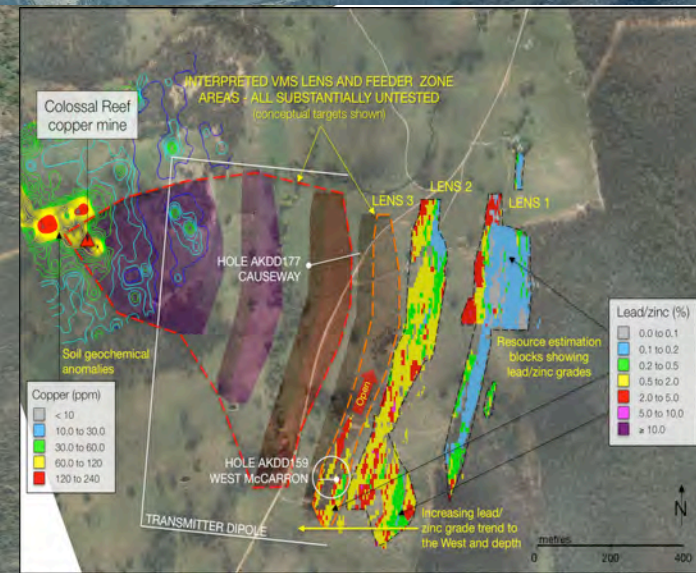 INTERPRETED VMS LENS AND FEEDER ZONE
AREAS - ALL SUBSTANTIALLY UNTESTED
(conceptual targets shown)
Colossal Reef
copper mine
LENS 3
LENS 2
LENS 1
HOLE AKDD177
CAUSEWAY
Soil geochemical
anomalies
Copper (ppm)
< 10
10.0 to 30.0
30.0 to 60.0
60.0 to 120
120 to 240
Resource estimation
blocks showing
lead/zinc grades
Lead/zinc (%)
0.0 to 0.1
0.1 to 0.2
0.2 to 0.5
0.5 to 2.0
2.0 to 5.0
5.0 to 10.0
≥ 10.0
Open
HOLE AKDD159
WEST McCARRON
TRANSMITTER DIPOLE
Increasing lead/
zinc grade trend to
the West and depth
N
metres
0 200 400